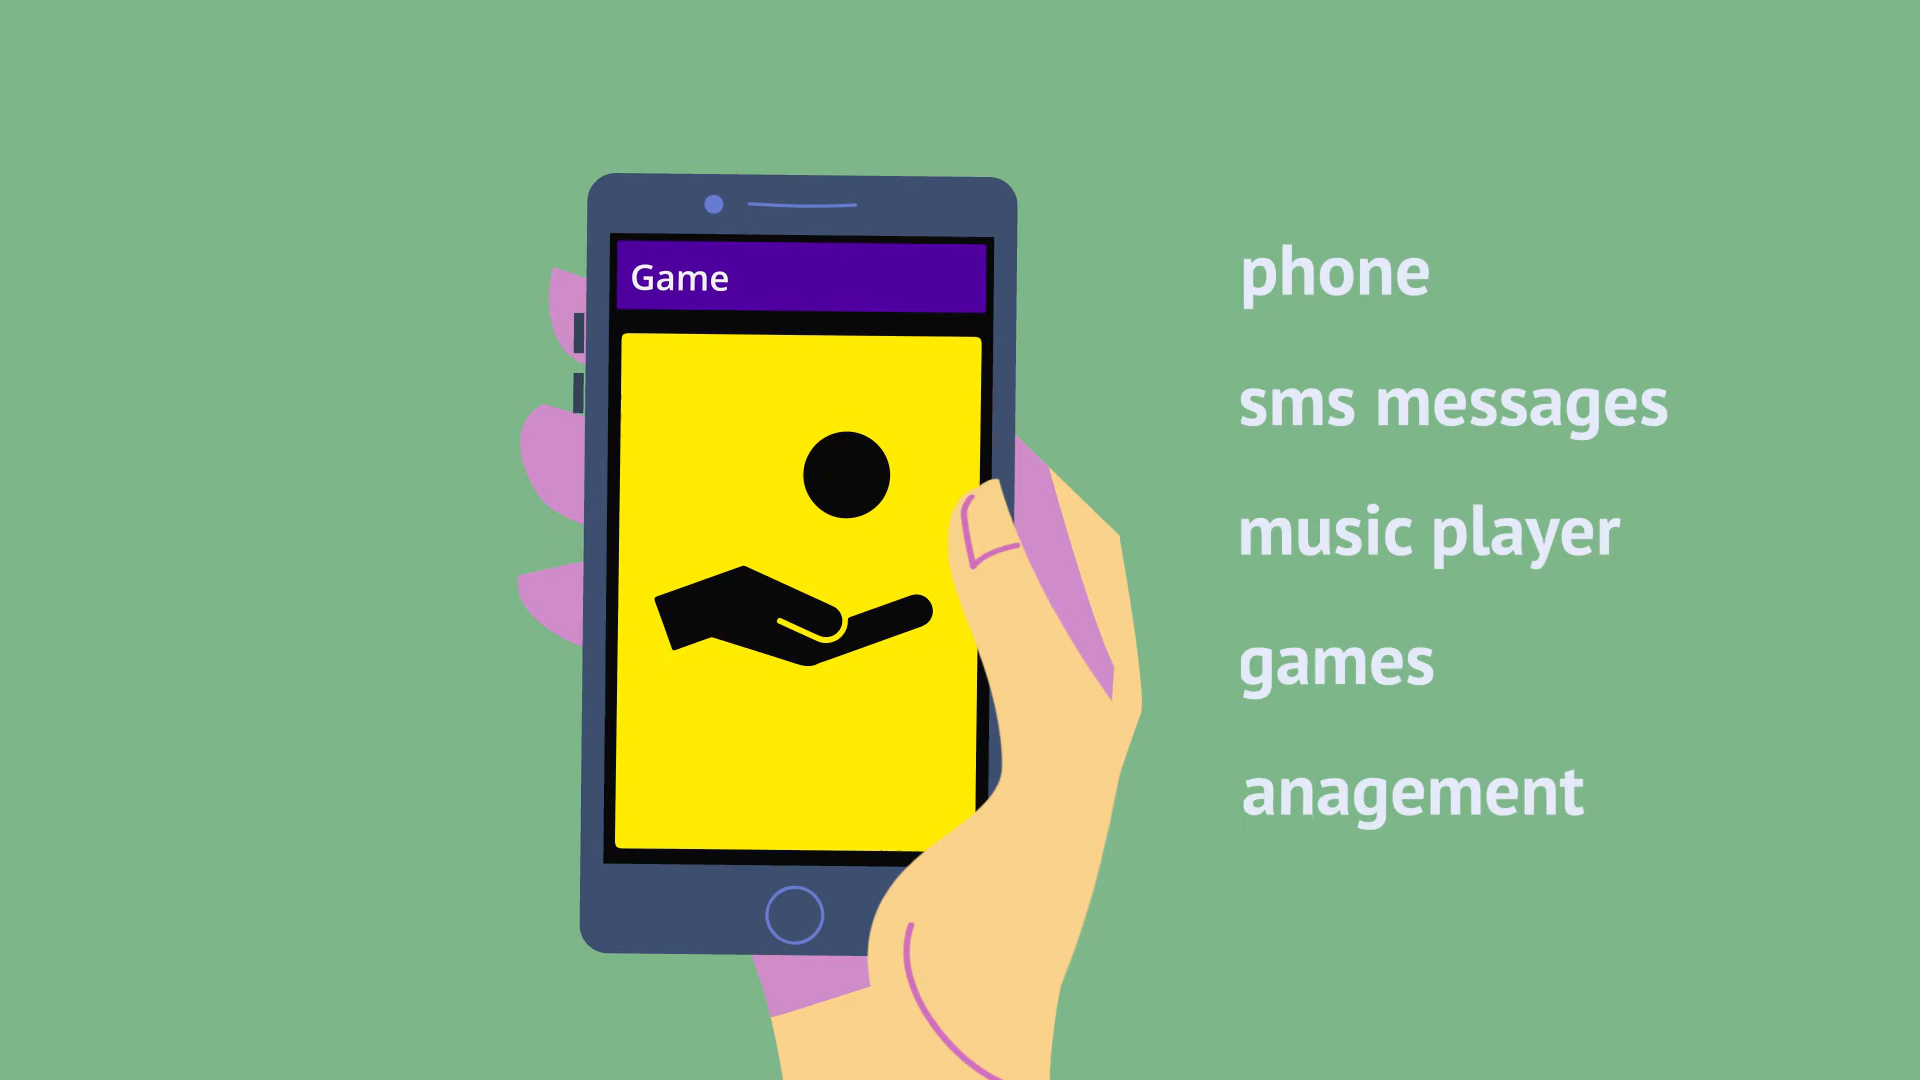 Game
phone
sms messages
music player
games
anagement